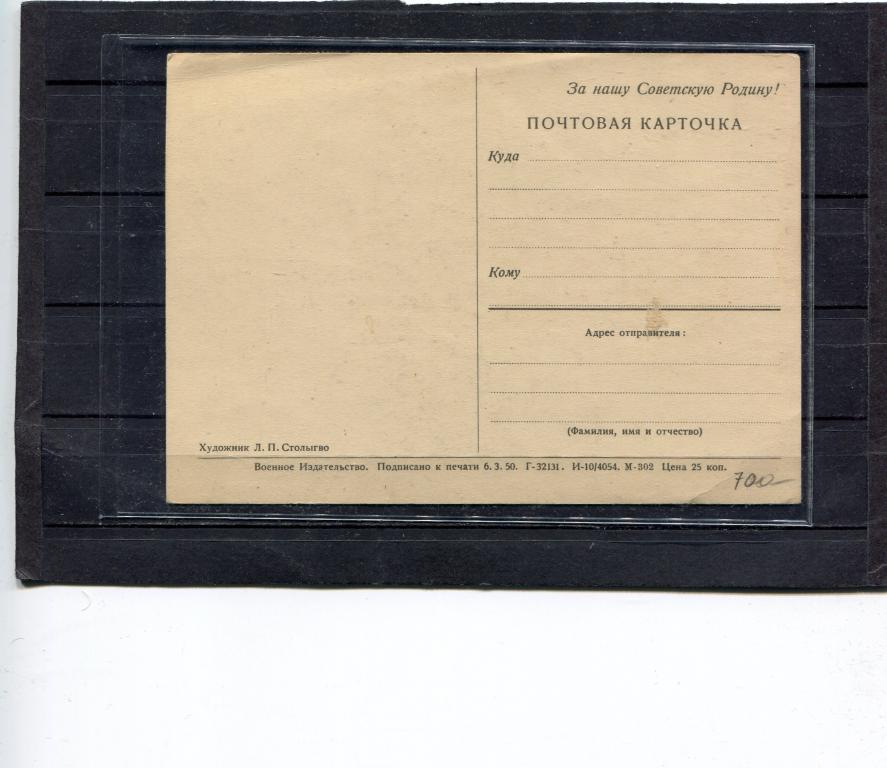 За нашу Советскую Родину!
ПОЧТОВАЯ КАРТОЧКА
Куда
Кому
Адрес отправителя:
(Фамилия, имя и отчество)
Художник Л. П. Столыгво
Военное Издательство. Подписано к печати 6. 3. 50. Г-32131. И-10/4054. М-302 Цена 25 коп.
700-